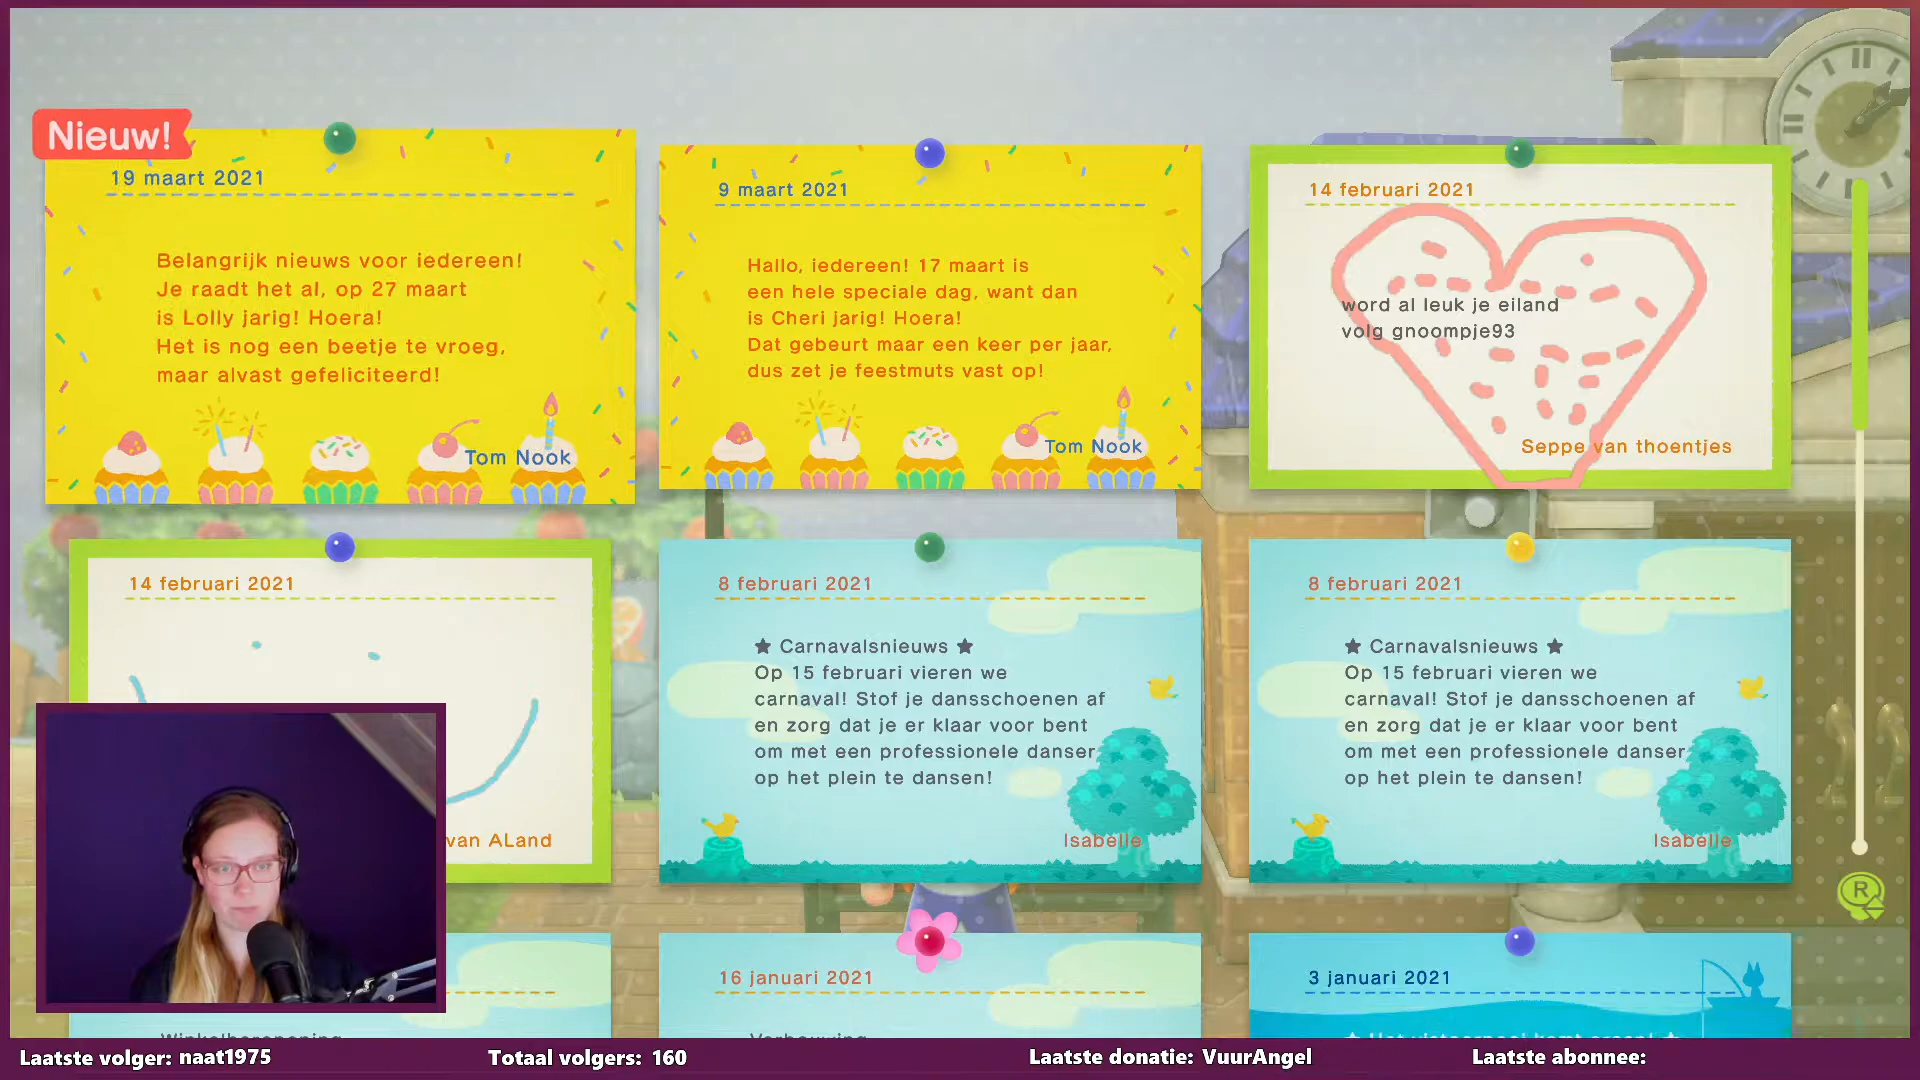 Nieuw!
19 maart 2021
Belangrijk nieuws voor iedereen!
Je raadt het al, op 27 maart
is Lolly jarig! Hoera!
Het is nog een beetje te vroeg,
maar alvast gefeliciteerd!
Tom Nook
9 maart 2021
Hallo, iedereen! 17 maart is
een hele speciale dag, want dan
is Cheri jarig! Hoera!
Dat gebeurt maar een keer per jaar,
dus zet je feestmuts vast op!
Tom Nook
14 februari 2021
word al leuk je eiland
volg gnoompje93
Seppe van thoentjes
14 februari 2021
van ALand
8 februari 2021
★ Carnavalsnieuws ★
Op 15 februari vieren we
carnaval! Stof je dansschoenen af
en zorg dat je er klaar voor bent
om met een professionele danser
op het plein te dansen!
Isabelle
8 februari 2021
★ Carnavalsnieuws ★
Op 15 februari vieren we
carnaval! Stof je dansschoenen af
en zorg dat je er klaar voor bent
om met een professionele danser
op het plein te dansen!
Isabelle
R
16 januari 2021
3 januari 2021
Laatste volger: naat1975
Totaal volgers: 160
Laatste donatie: VuurAngel
Laatste abonnee: